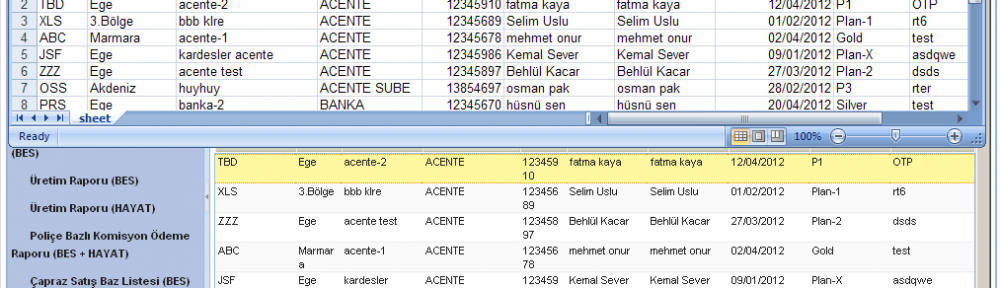 2 TBD Ege acente-2 ACENTE 12345910 fatma kaya fatma kaya 12/04/2012 P1 OTP
3 XLS 3.Bölge bbb klre ACENTE 12345689 Selim Uslu Selim Uslu 01/02/2012 Plan-1 rt6
4 ABC Marmara acente-1 ACENTE 12345678 mehmet onur mehmet onur 02/04/2012 Gold test
5 JSF Ege kardesler acente ACENTE 12345986 Kemal Sever Kemal Sever 09/01/2012 Plan-X asdqwe
6 ZZZ Ege acente test ACENTE 12345897 Behlül Kacar Behlül Kacar 27/03/2012 Plan-2 dsds
7 OSS Akdeniz huyhuy ACENTE SUBE 13854697 osman pak osman pak 28/02/2012 P3 rter
8 PRS Ege banka-2 BANKA 12345670 hüsnü sen hüsnü sen 20/04/2012 Silver test
sheet
Ready 100%
(BES)
Üretim Raporu (BES)
Üretim Raporu (HAYAT)
Poliçe Bazlı Komisyon Ödeme
Raporu (BES + HAYAT)
Çapraz Satış Baz Listesi (BES)
TBD Ege acente-2 ACENTE 123459 fatma kaya fatma kaya 12/04/2012 P1 OTP
10
XLS 3.Bölge bbb klre ACENTE 123456 Selim Uslu Selim Uslu 01/02/2012 Plan-1 rt6
89
ZZZ Ege acente test ACENTE 123458 Behlül Kacar Behlül Kacar 27/03/2012 Plan-2 dsds
97
ABC Marmar acente-1 ACENTE 123456 mehmet onur mehmet onur 02/04/2012 Gold test
a 78
JSF Ege kardesler ACENTE 123459 Kemal Sever Kemal Sever 09/01/2012 Plan-X asdqwe